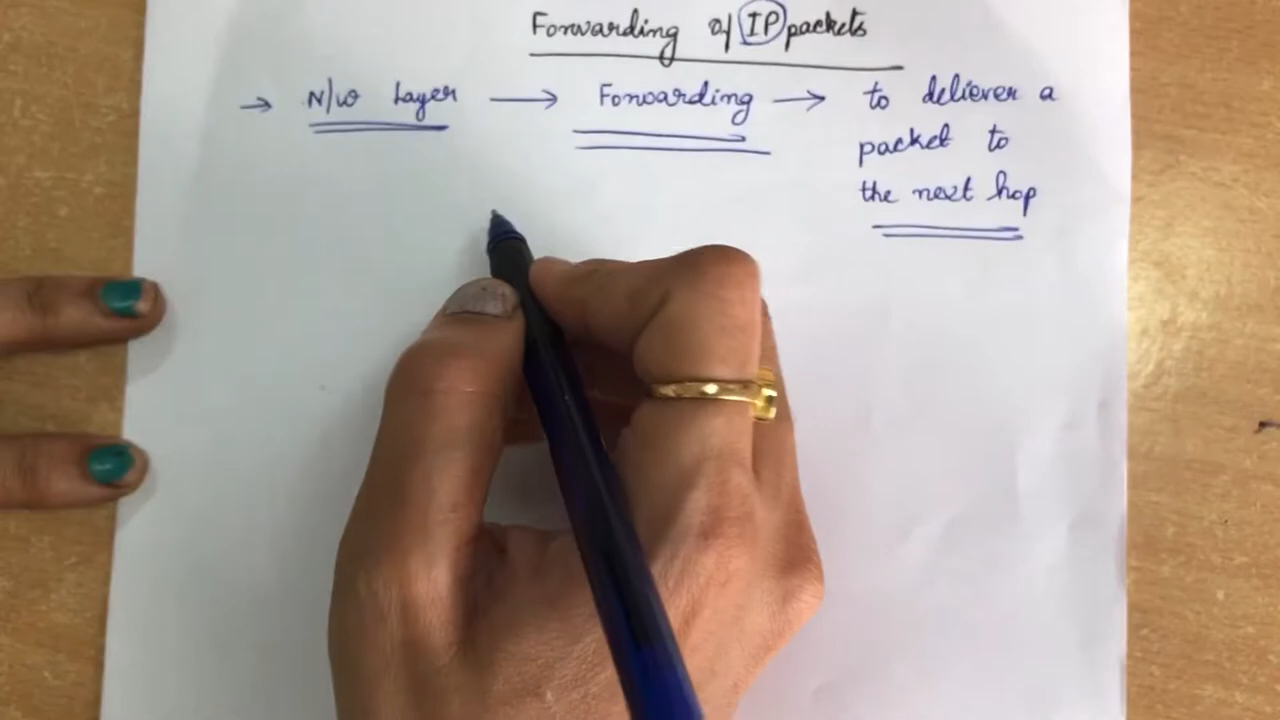 Forwarding of IP packets
→ N/w Layer → Forwarding → to deliever a
packet to
the next hop